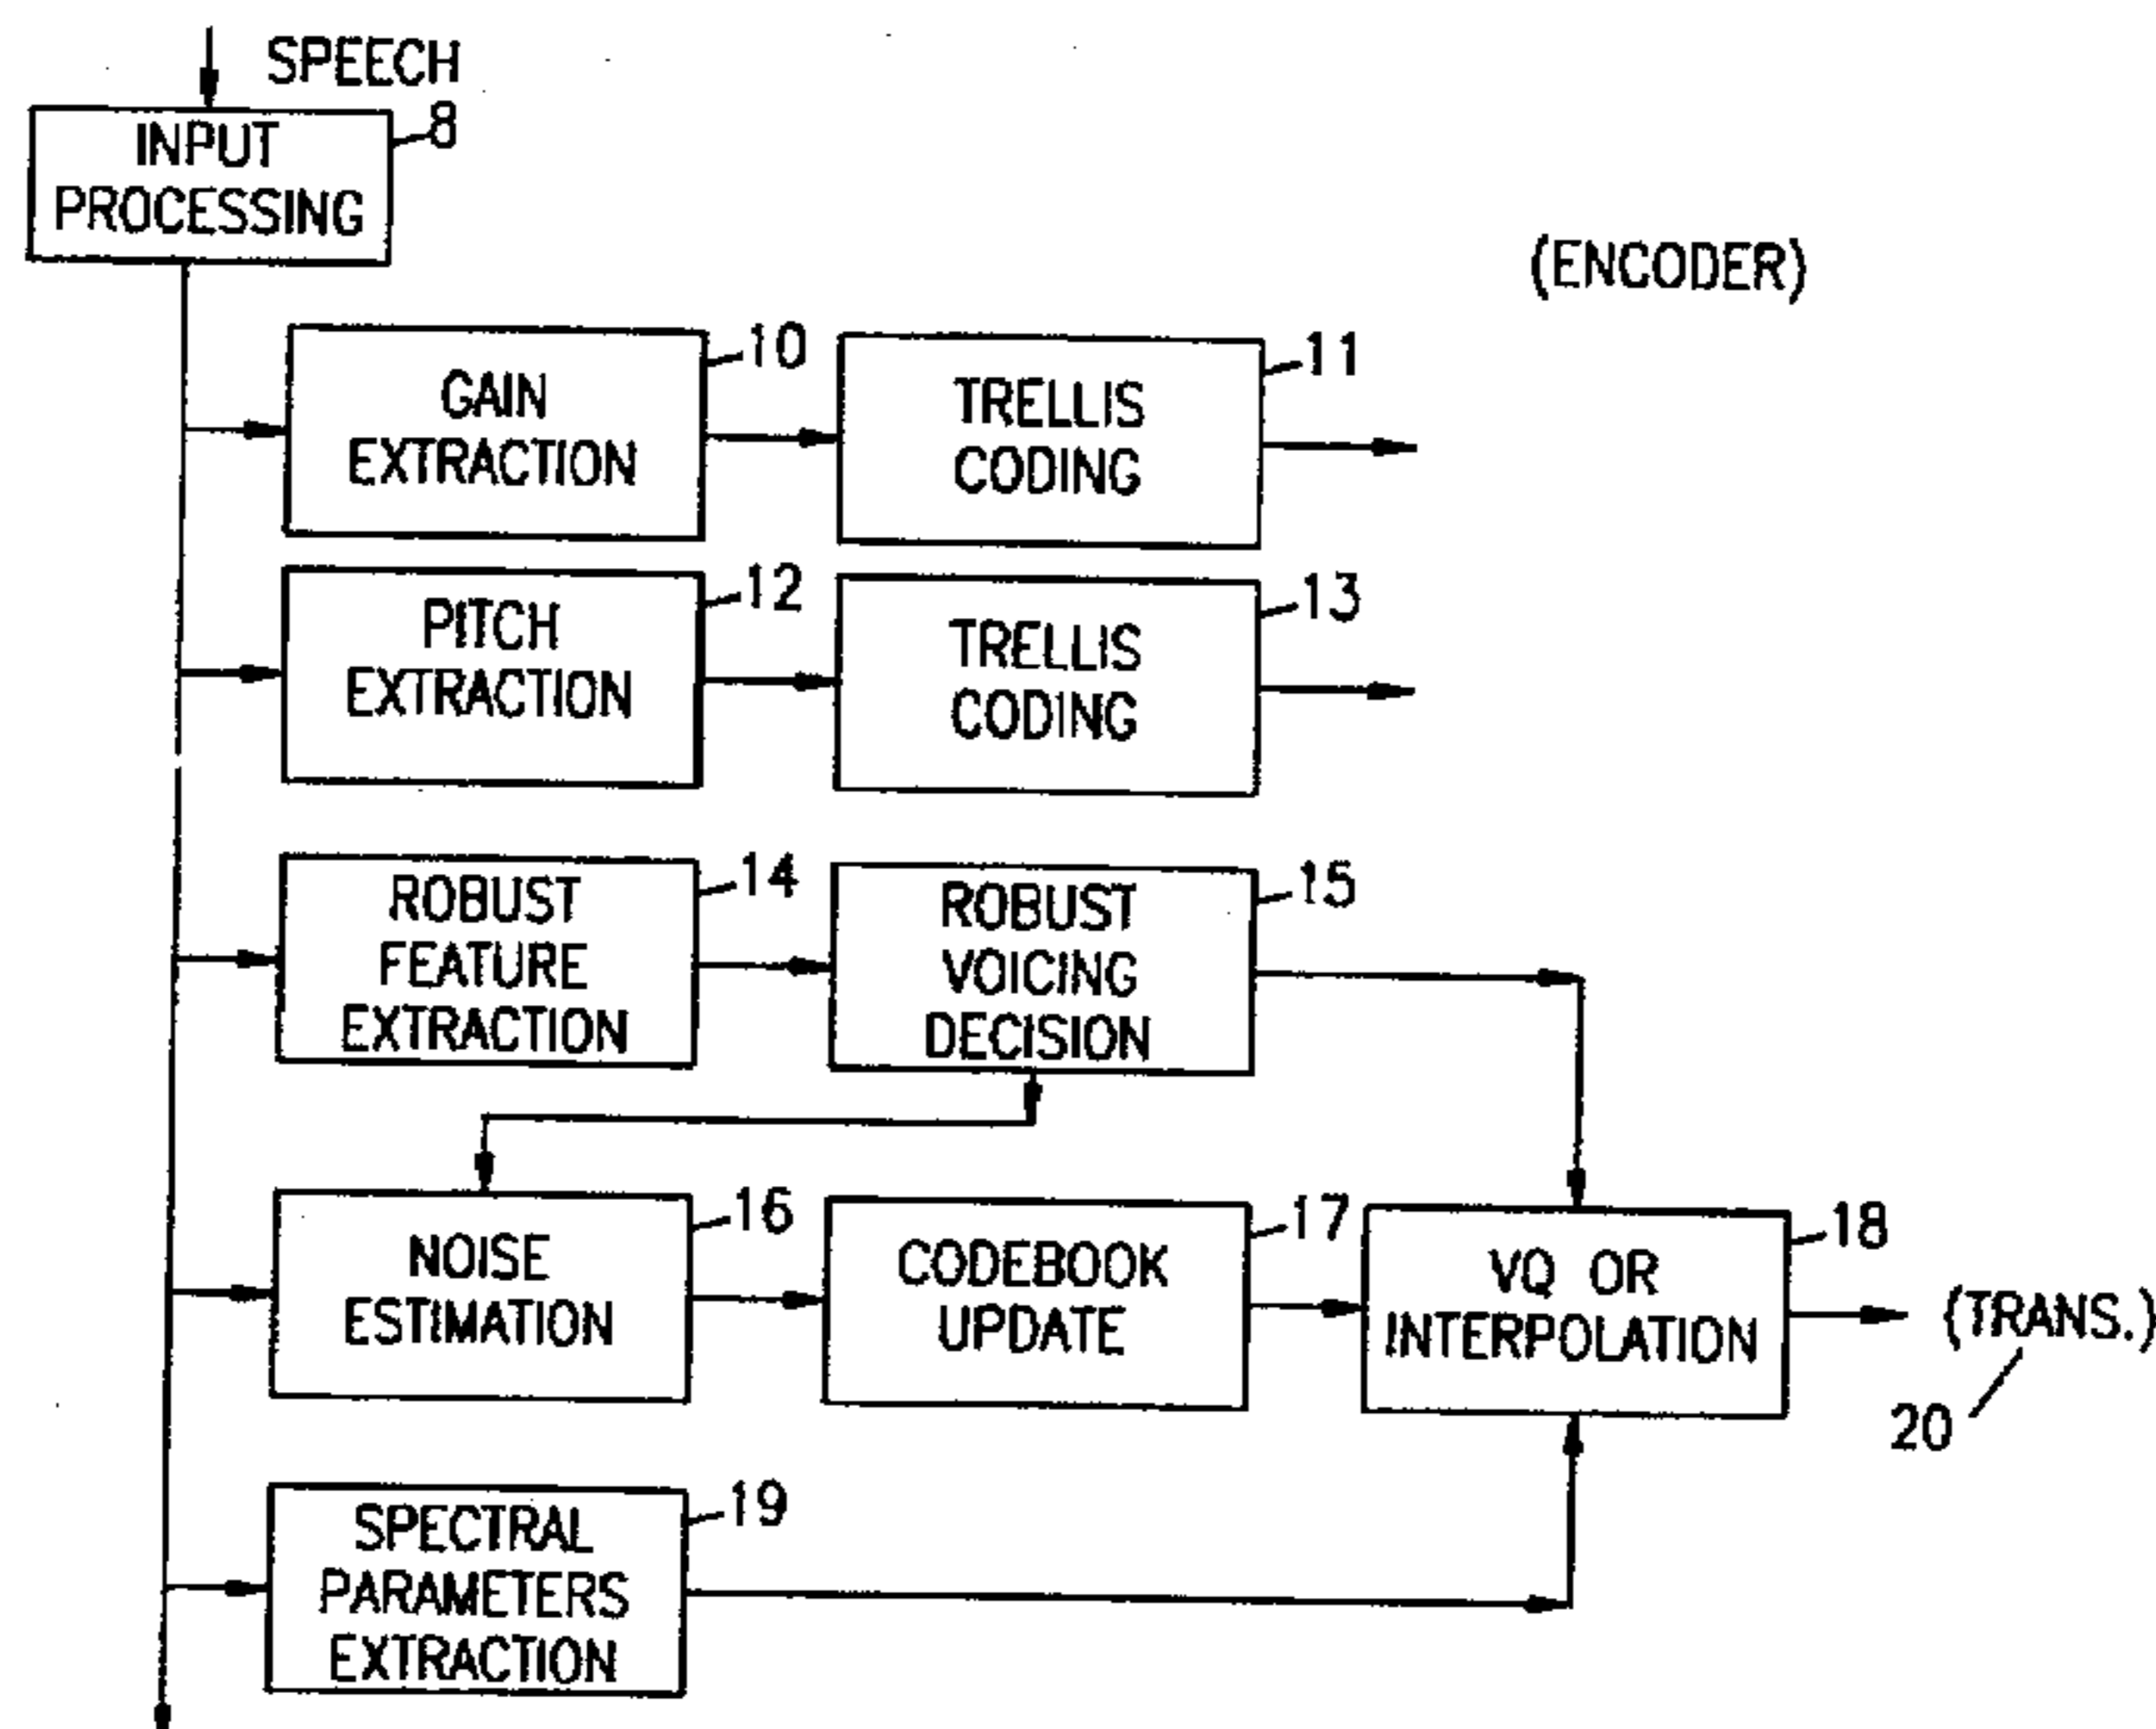 SPEECH
INPUT
PROCESSING
8
(ENCODER)
GAIN
EXTRACTION
10
TRELLIS
CODING
11
PITCH
EXTRACTION
12
TRELLIS
CODING
13
ROBUST
FEATURE
EXTRACTION
14
ROBUST
VOICING
DECISION
15
NOISE
ESTIMATION
16
CODEBOOK
UPDATE
17
VQ OR
INTERPOLATION
18
(TRANS.)
20
SPECTRAL
PARAMETERS
EXTRACTION
19